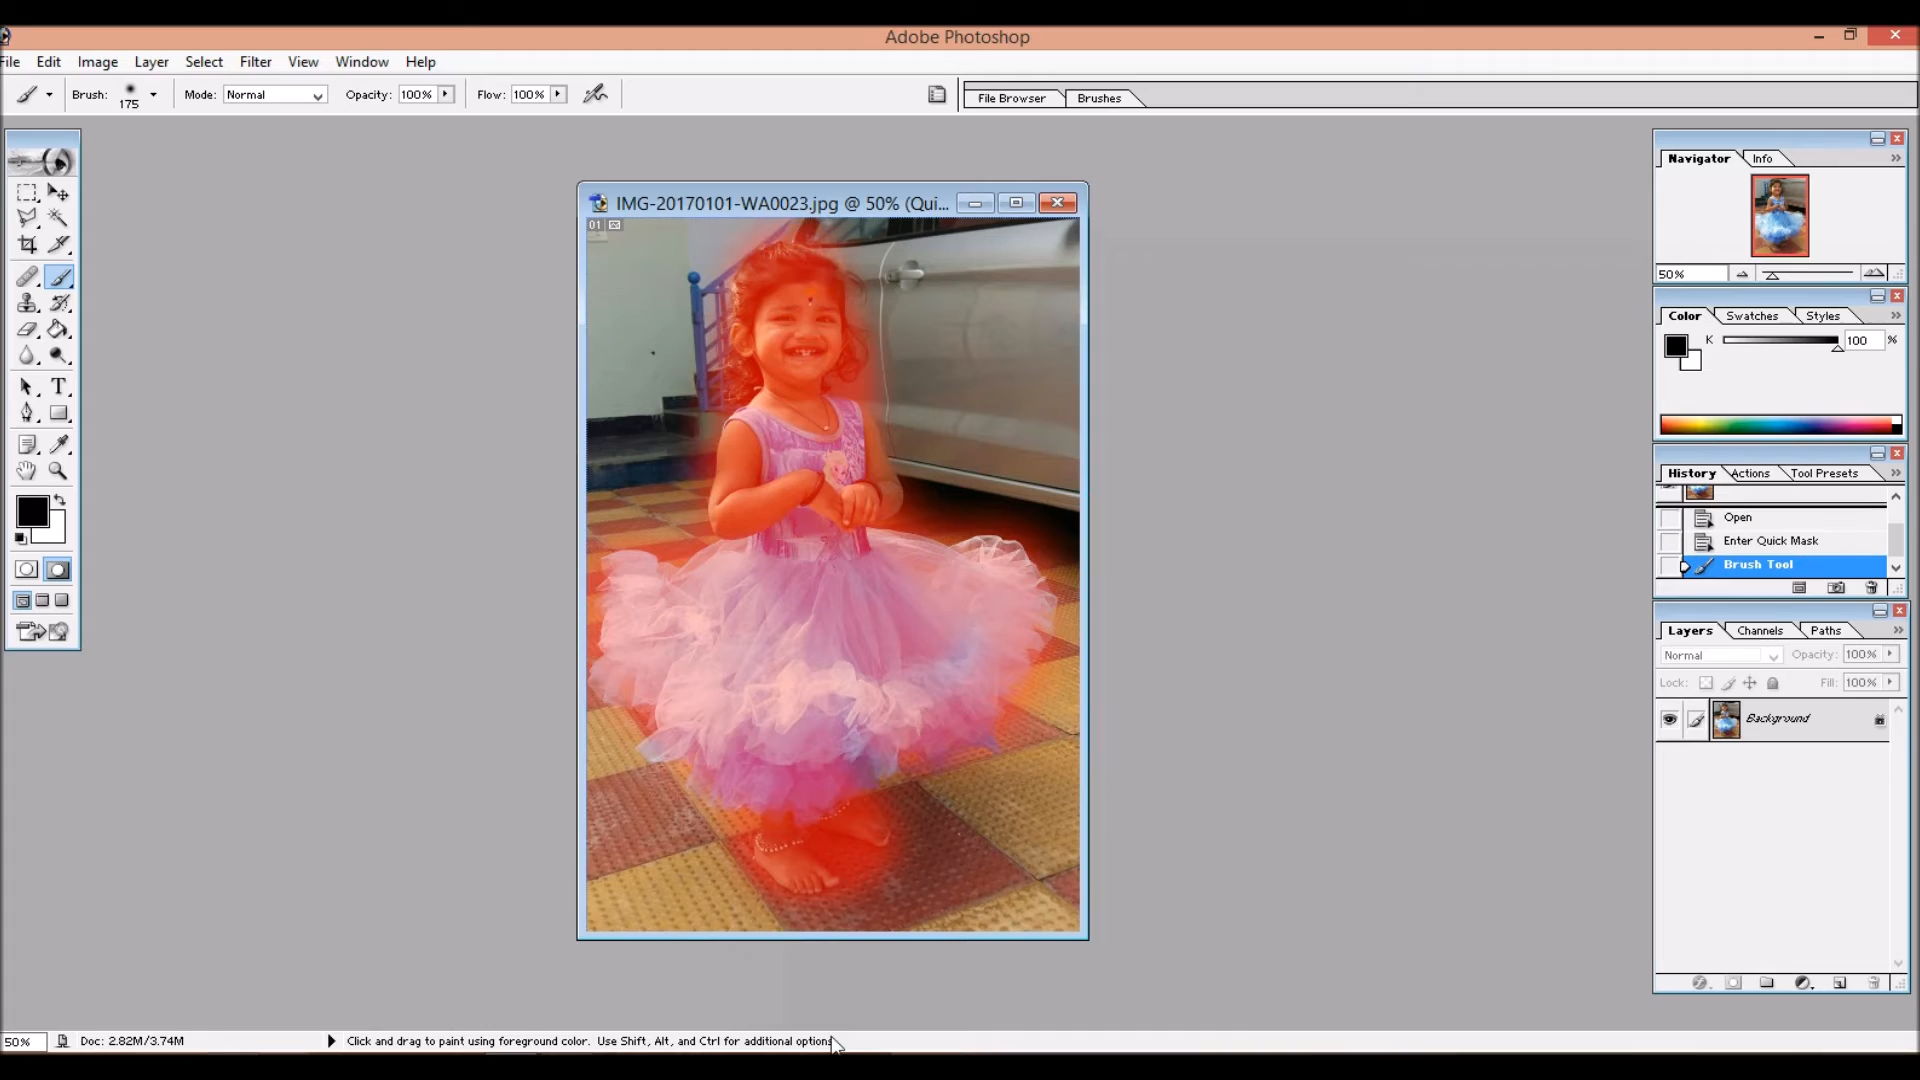 Adobe Photoshop
File Edit Image Layer Select Filter View Window Help
Brush: 175 Mode: Normal Opacity: 100% Flow: 100% File Browser Brushes
IMG-20170101-WA0023.jpg @ 50% (Qui...
01
Navigator Info
50%
Color Swatches Styles
K 100 %
History Actions Tool Presets
Open
Enter Quick Mask
Brush Tool
Layers Channels Paths
Normal Opacity: 100%
Lock: Fill: 100%
Background
T
50% Doc: 2.82M/3.74M Click and drag to paint using foreground color. Use Shift, Alt, and Ctrl for additional options